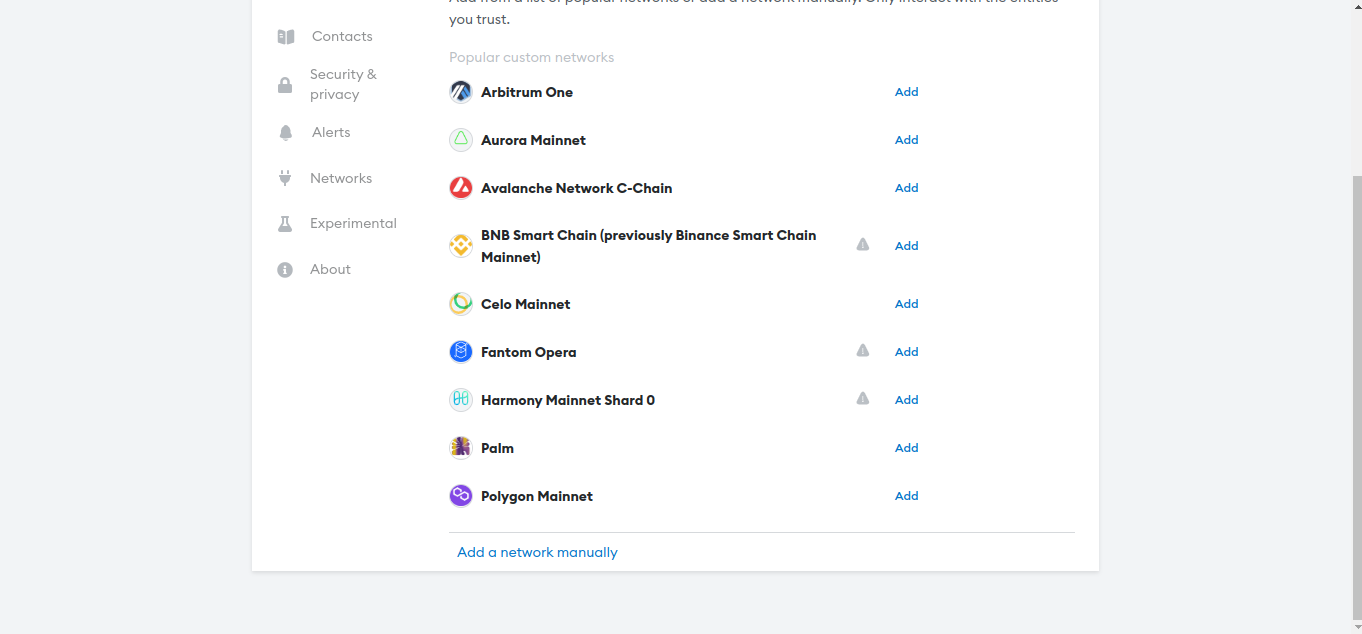 you trust.
Contacts
Security &
privacy
Alerts
Networks
Experimental
About
Popular custom networks
Arbitrum One Add
Aurora Mainnet Add
Avalanche Network C-Chain Add
BNB Smart Chain (previously Binance Smart Chain
Mainnet) Add
Celo Mainnet Add
Fantom Opera Add
Harmony Mainnet Shard 0 Add
Palm Add
Polygon Mainnet Add
Add a network manually